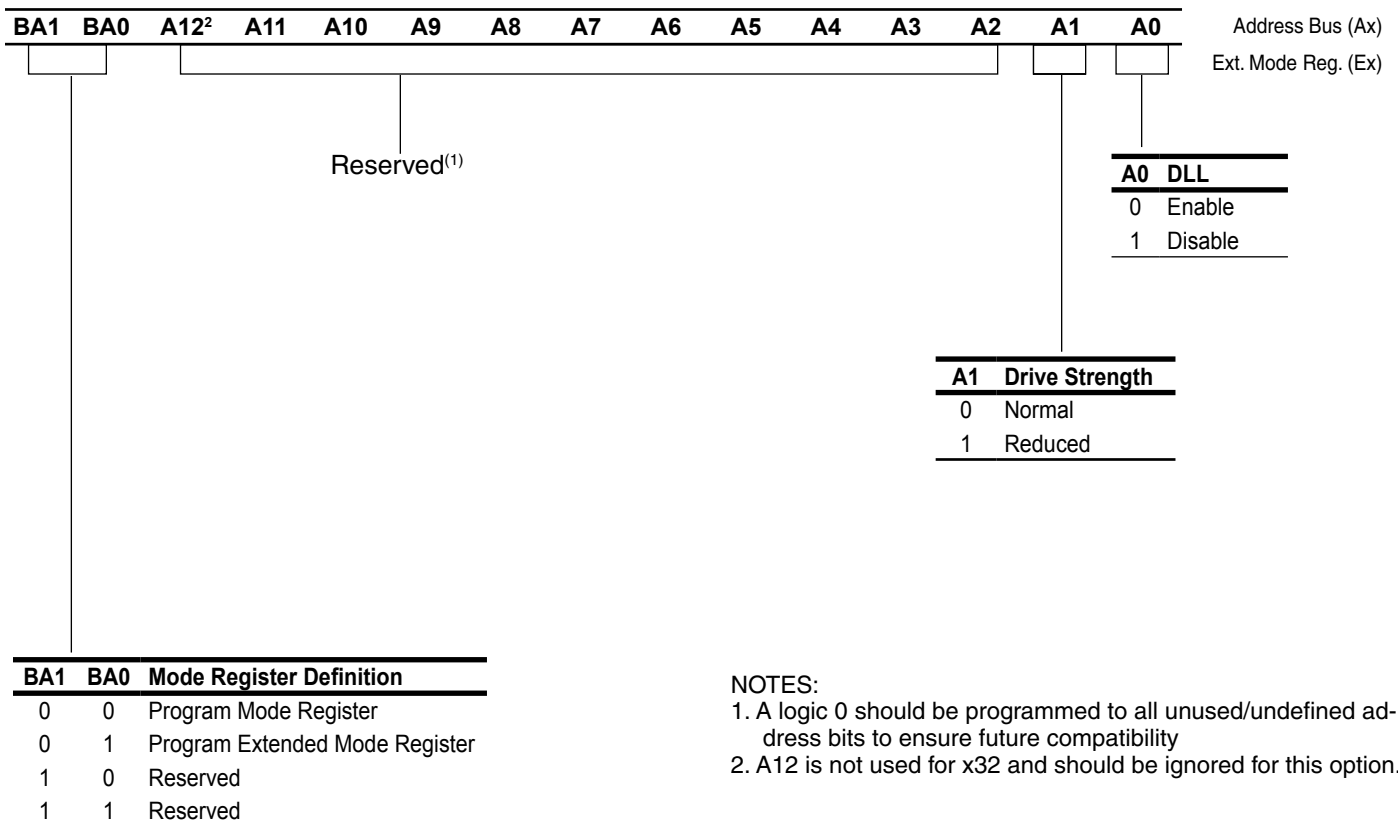 BA1 BA0 A12² A11 A10 A9 A8 A7 A6 A5 A4 A3 A2 A1 A0 Address Bus (Ax)
Ext. Mode Reg. (Ex)
Reserved⁽¹⁾
A0 DLL
0 Enable
1 Disable
A1 Drive Strength
0 Normal
1 Reduced
BA1 BA0 Mode Register Definition
0 0 Program Mode Register
0 1 Program Extended Mode Register
1 0 Reserved
1 1 Reserved
NOTES:
1. A logic 0 should be programmed to all unused/undefined ad-
dress bits to ensure future compatibility
2. A12 is not used for x32 and should be ignored for this option.